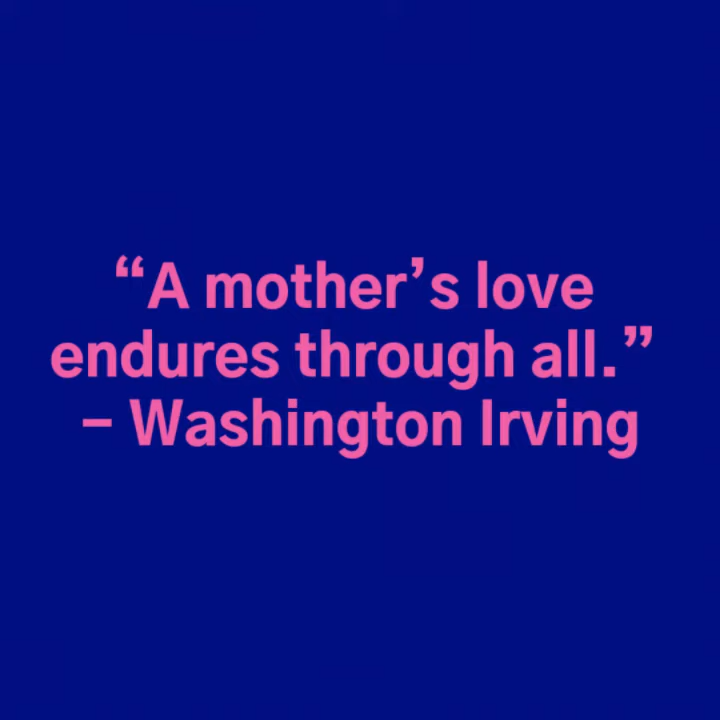 “A mother’s love
endures through all.”
– Washington Irving